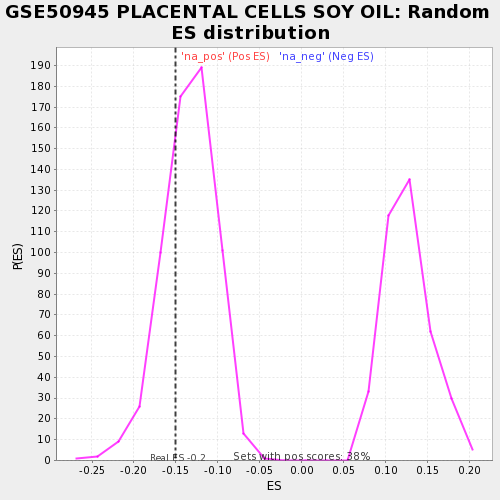 GSE50945 PLACENTAL CELLS SOY OIL: Random
ES distribution
'na_pos' (Pos ES) 'na_neg' (Neg ES)
190
180
170
160
150
140
130
120
110
100
90
80
70
60
50
40
30
20
10
0
P(ES)
Real ES -0.2
Sets with pos scores: 38%
-0.25 -0.20 -0.15 -0.10 -0.05 0.00 0.05 0.10 0.15 0.20
ES